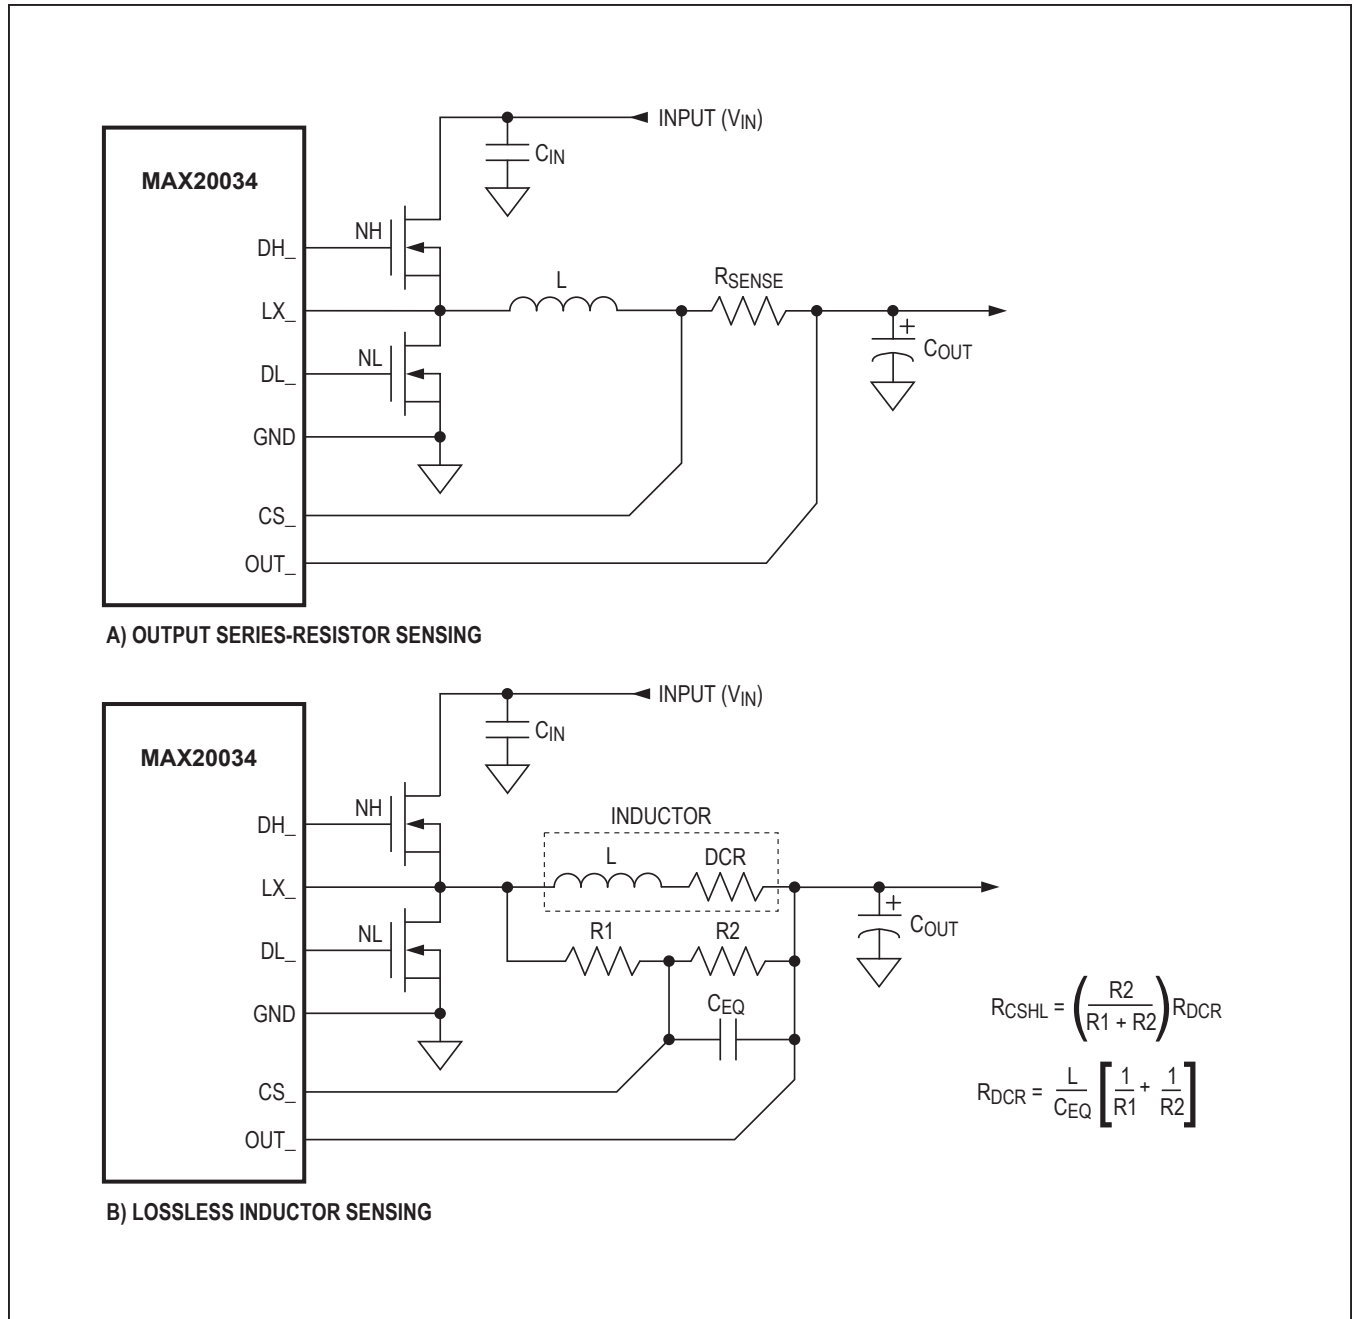 INPUT (VIN)
CIN
MAX20034
NH
DH_
L
RSENSE
LX_
+
COUT
NL
DL_
GND
CS_
OUT_
A) OUTPUT SERIES-RESISTOR SENSING
INPUT (VIN)
CIN
MAX20034
NH
DH_
INDUCTOR
L
DCR
LX_
+
COUT
R1
R2
NL
DL_
CEQ
GND
RCSHL = (R2 / R1 + R2) RDCR
CS_
RDCR = L / CEQ [1 / R1 + 1 / R2]
OUT_
B) LOSSLESS INDUCTOR SENSING